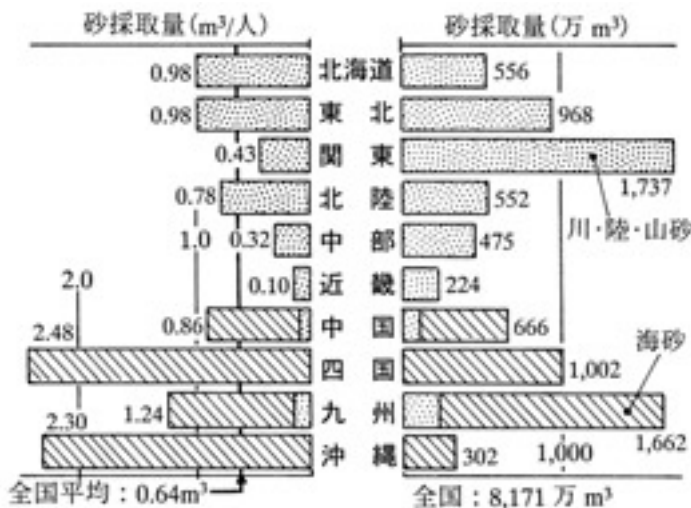 砂採取量(m³/人) 砂採取量(万 m³)
0.98 北海道 556
0.98 東北 968
0.43 関東 1,737
0.78 北陸 552
川・陸・山砂
1.0 0.32 中部 475
2.0 0.10 近畿 224
2.48 0.86 中国 666
四国 1,002
海砂
2.30 1.24 九州 1,662
沖縄 302 1,000
全国平均:0.64m³ 全国:8,171万 m³